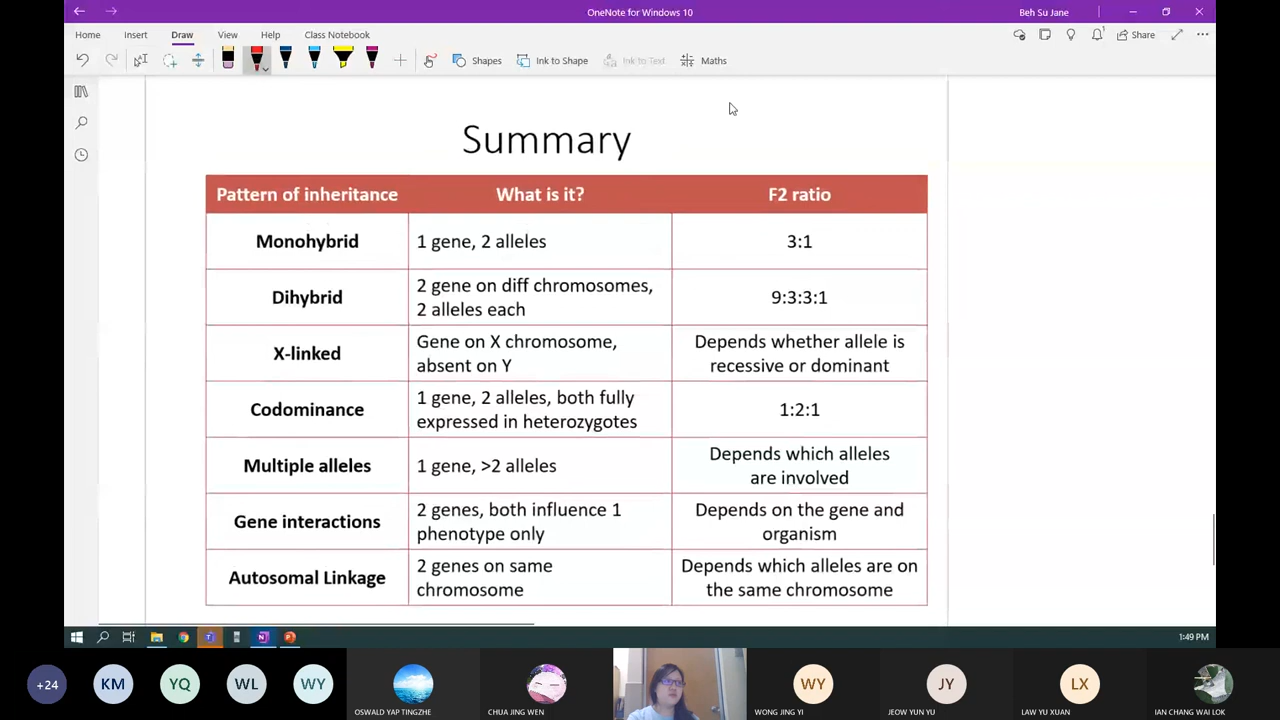 OneNote for Windows 10
Beh Su Jane
Home
Insert
Draw
View
Help
Class Notebook
Share
Shapes
Ink to Shape
Ink to Text
Maths
Summary
Pattern of inheritance
What is it?
F2 ratio
Monohybrid
1 gene, 2 alleles
3:1
Dihybrid
2 gene on diff chromosomes,
2 alleles each
9:3:3:1
X-linked
Gene on X chromosome,
absent on Y
Depends whether allele is
recessive or dominant
Codominance
1 gene, 2 alleles, both fully
expressed in heterozygotes
1:2:1
Multiple alleles
1 gene, >2 alleles
Depends which alleles
are involved
Gene interactions
2 genes, both influence 1
phenotype only
Depends on the gene and
organism
Autosomal Linkage
2 genes on same
chromosome
Depends which alleles are on
the same chromosome
1:49 PM
+24
KM
YQ
WL
WY
WY
JY
LX
OSWALD YAP TINGZHE
CHUA JING WEN
WONG JING YI
JEOW YUN YU
LAW YU XUAN
IAN CHANG WAI LOK